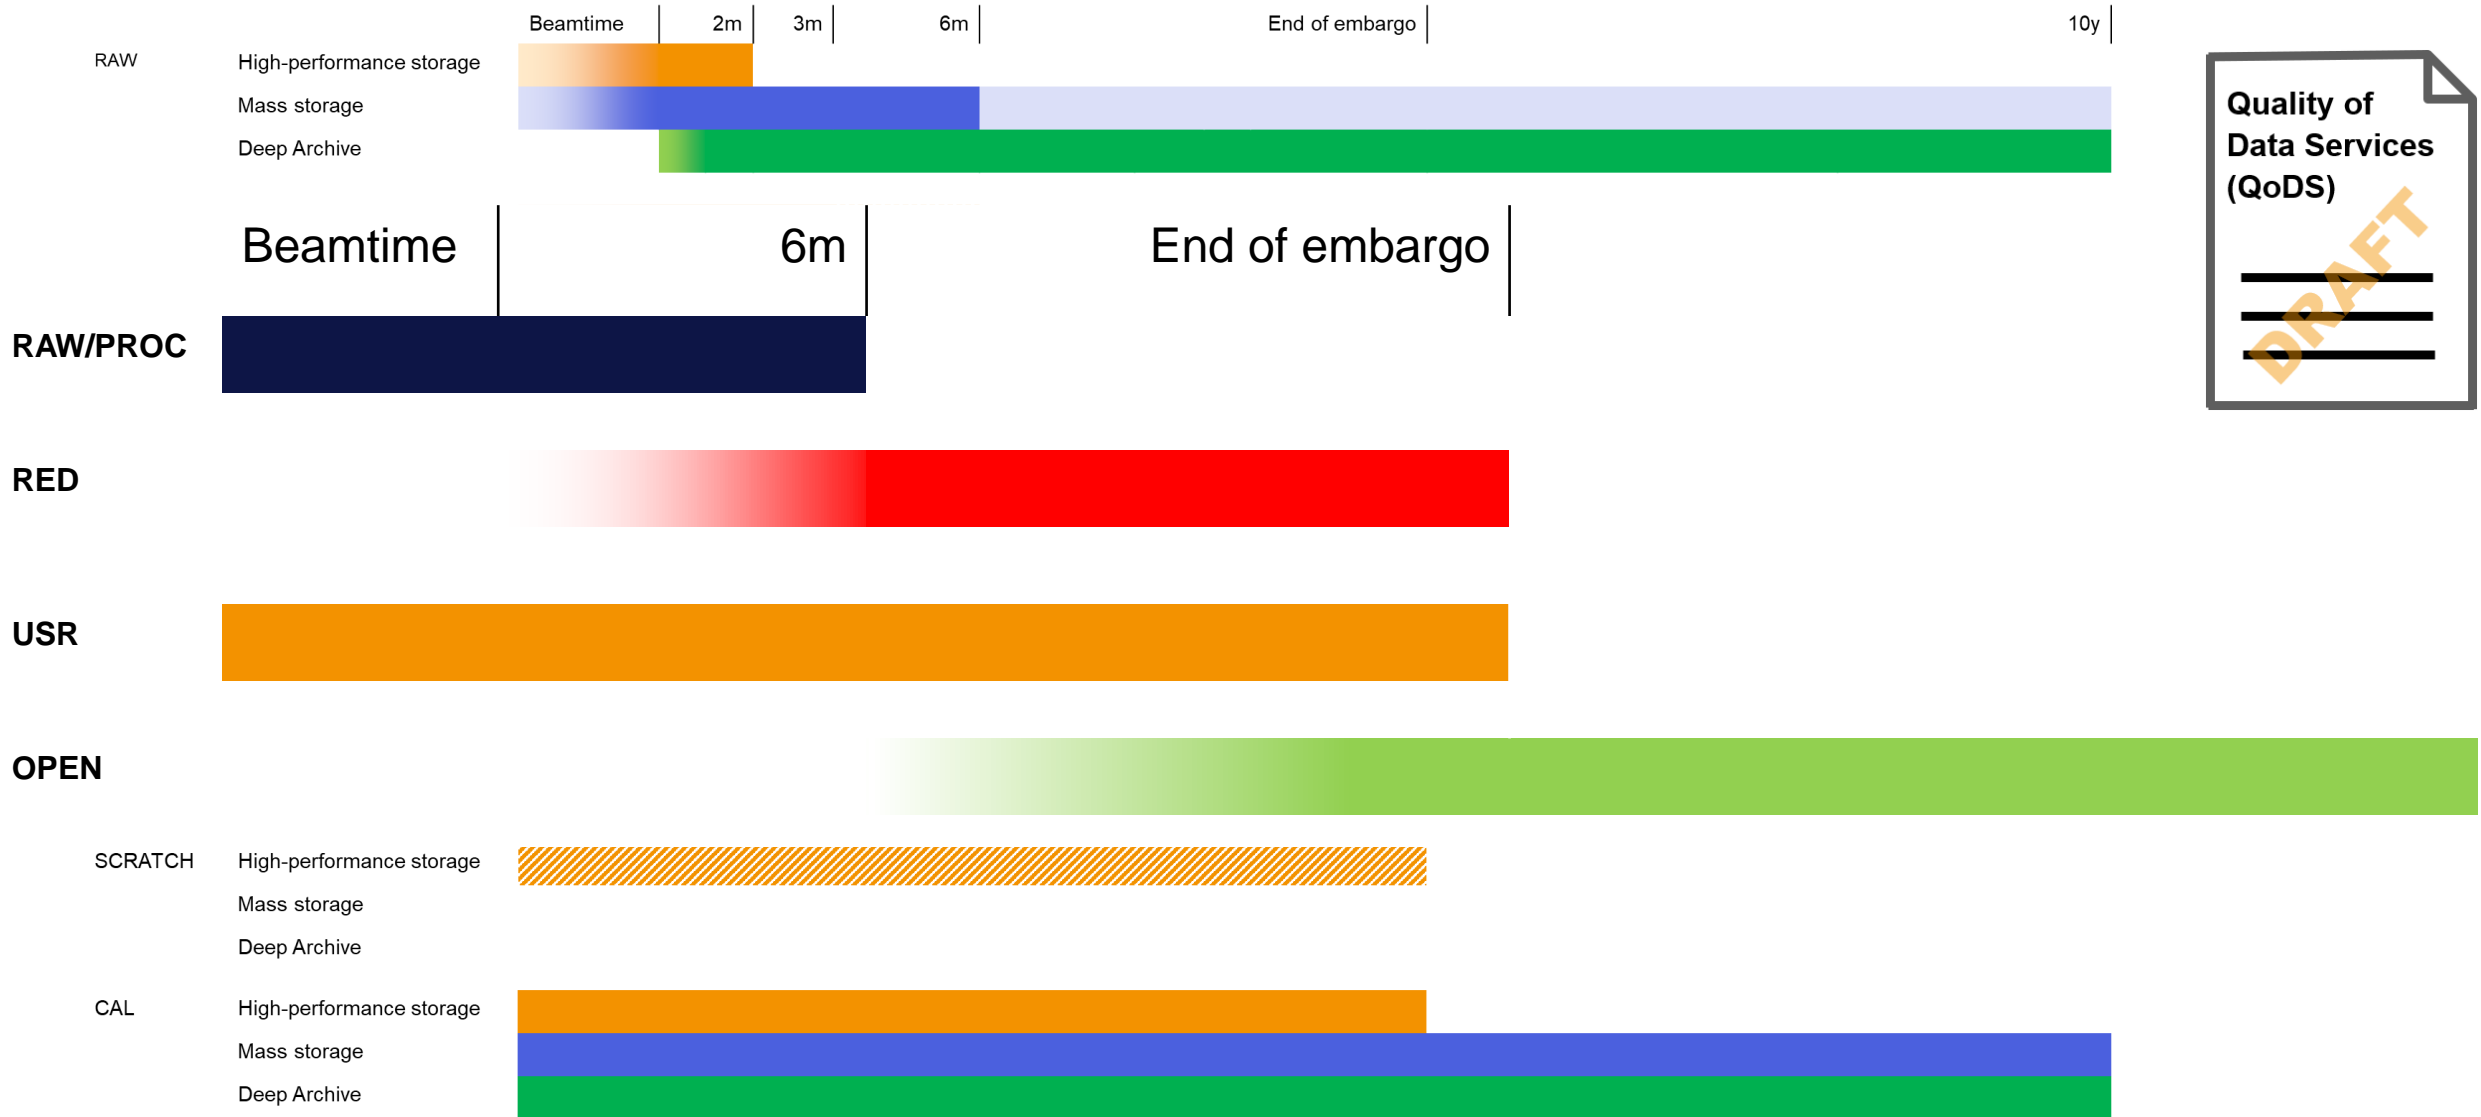 Beamtime 2m 3m 6m End of embargo 10y
RAW High-performance storage
Mass storage
Deep Archive
Quality of
Data Services
(QoDS)
DRAFT
Beamtime 6m End of embargo
RAW/PROC
RED
USR
OPEN
SCRATCH High-performance storage
Mass storage
Deep Archive
CAL High-performance storage
Mass storage
Deep Archive